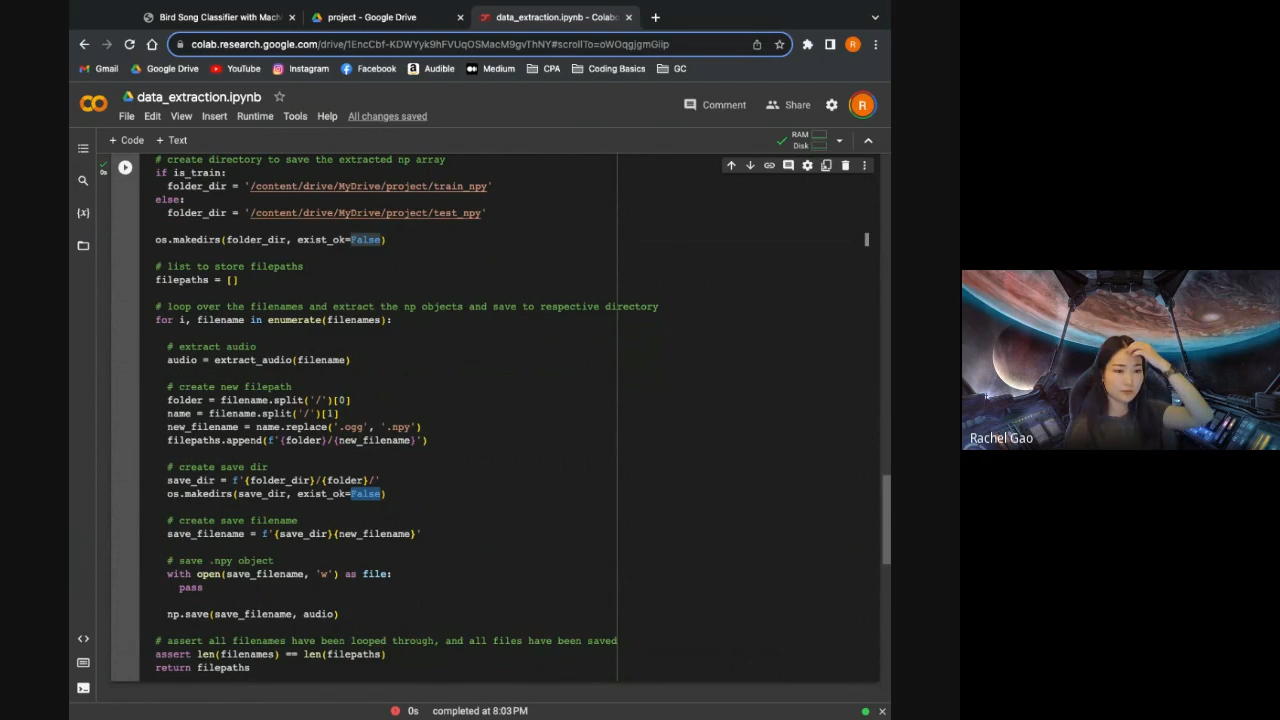 Bird Song Classifier with Mach
project - Google Drive
data_extraction.ipynb - Colabo
colab.research.google.com/drive/1EncCbf-KDWYyk9hFVUqOSMacM9gvThNY#scrollTo=oWOqgjgmGiip
R
Gmail
Google Drive
YouTube
Instagram
Facebook
Audible
Medium
CPA
Coding Basics
GC
data_extraction.ipynb
Comment
Share
R
File Edit View Insert Runtime Tools Help All changes saved
+ Code + Text
RAM
Disk
0s
# create directory to save the extracted np array
if is_train:
folder_dir = '/content/drive/MyDrive/project/train_npy'
else:
folder_dir = '/content/drive/MyDrive/project/test_npy'
os.makedirs(folder_dir, exist_ok=False)
# list to store filepaths
filepaths = []
# loop over the filenames and extract the np objects and save to respective directory
for i, filename in enumerate(filenames):
# extract audio
audio = extract_audio(filename)
# create new filepath
folder = filename.split('/')[0]
name = filename.split('/')[1]
new_filename = name.replace('.ogg', '.npy')
filepaths.append(f'{folder}/{new_filename}')
# create save dir
save_dir = f'{folder_dir}/{folder}/'
os.makedirs(save_dir, exist_ok=False)
# create save filename
save_filename = f'{save_dir}{new_filename}'
# save .npy object
with open(save_filename, 'w') as file:
pass
np.save(save_filename, audio)
# assert all filenames have been looped through, and all files have been saved
assert len(filenames) == len(filepaths)
return filepaths
0s completed at 8:03 PM
Rachel Gao